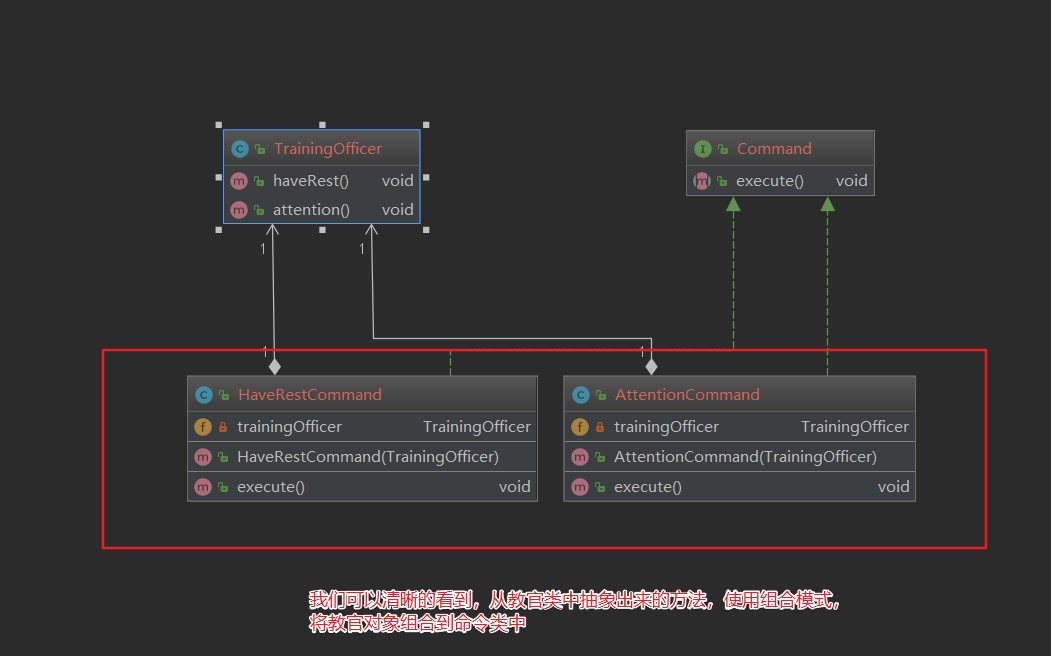 TrainingOfficer
haveRest() void
attention() void
Command
execute() void
1 1
1 1
HaveRestCommand
trainingOfficer TrainingOfficer
HaveRestCommand(TrainingOfficer)
execute() void
AttentionCommand
trainingOfficer TrainingOfficer
AttentionCommand(TrainingOfficer)
execute() void
我们可以清晰的看到，从教官类中抽象出来的方法，使用组合模式，
将教官对象组合到命令类中